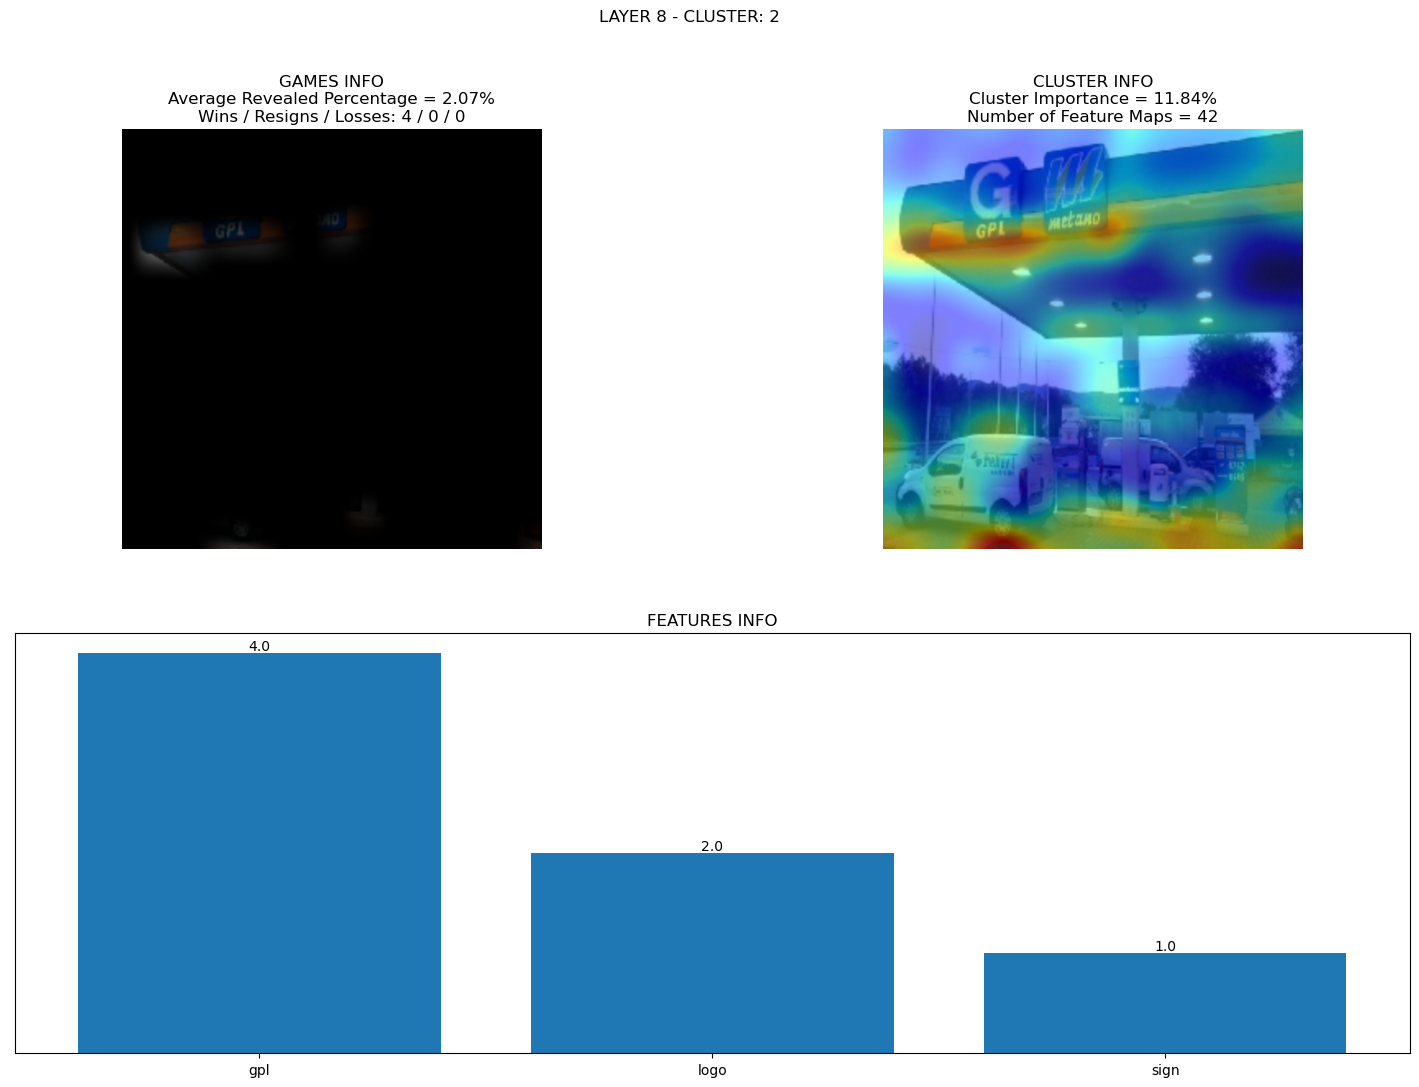 LAYER 8 - CLUSTER: 2
GAMES INFO
Average Revealed Percentage = 2.07%
Wins / Resigns / Losses: 4 / 0 / 0
GPL
ANO
CLUSTER INFO
Cluster Importance = 11.84%
Number of Feature Maps = 42
G
GPL
metano
FEATURES INFO
4.0
2.0
1.0
gpl
logo
sign